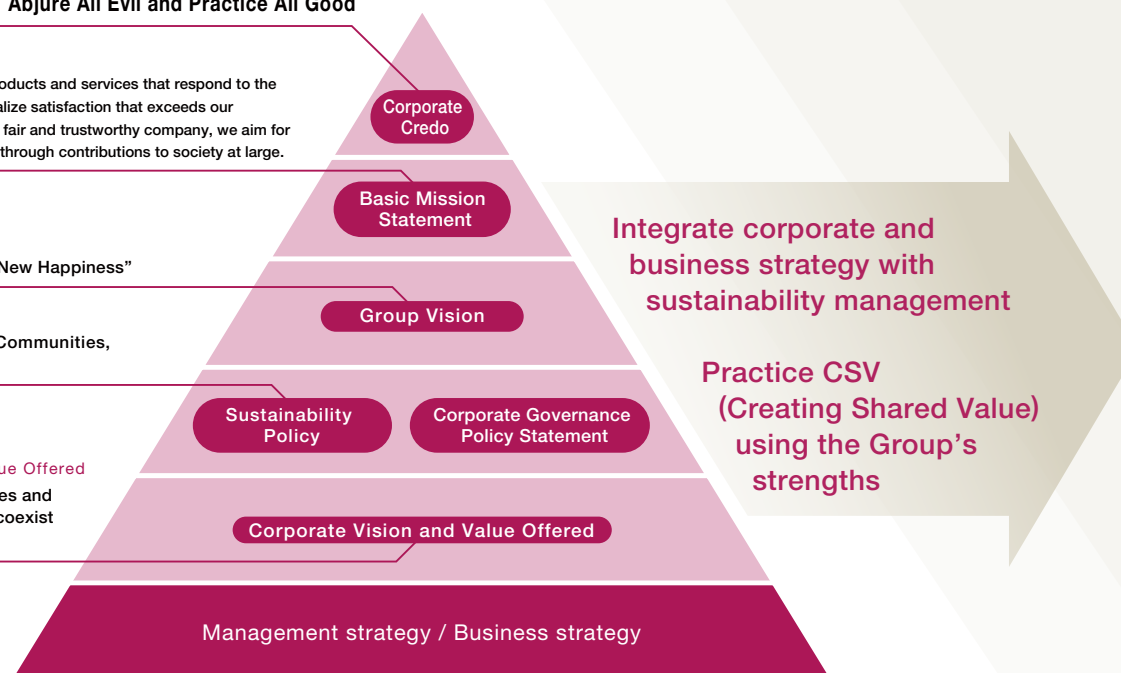 Abjure All Evil and Practice All Good
oducts and services that respond to the
alize satisfaction that exceeds our
fair and trustworthy company, we aim for
through contributions to society at large.
New Happiness”
Communities,
ue Offered
es and
coexist
Corporate
Credo
Basic Mission
Statement
Group Vision
Sustainability
Policy
Corporate Governance
Policy Statement
Corporate Vision and Value Offered
Management strategy / Business strategy
Integrate corporate and
business strategy with
sustainability management
Practice CSV
(Creating Shared Value)
using the Group’s
strengths